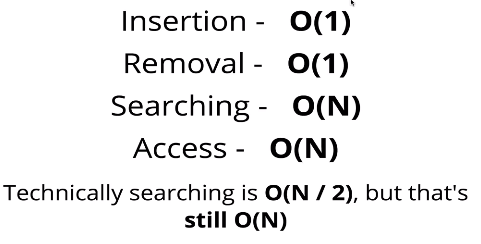 Insertion - O(1)
Removal - O(1)
Searching - O(N)
Access - O(N)
Technically searching is O(N / 2), but that's
still O(N)